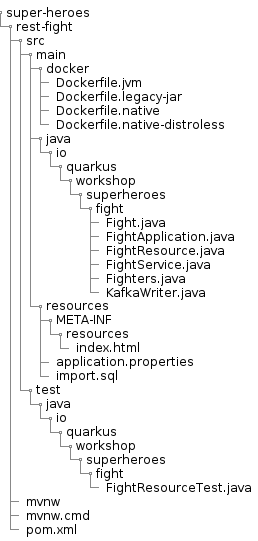 super-heroes
rest-fight
src
main
docker
Dockerfile.jvm
Dockerfile.legacy-jar
Dockerfile.native
Dockerfile.native-distroless
java
io
quarkus
workshop
superheroes
fight
Fight.java
FightApplication.java
FightResource.java
FightService.java
Fighters.java
KafkaWriter.java
resources
META-INF
resources
index.html
application.properties
import.sql
test
java
io
quarkus
workshop
superheroes
fight
FightResourceTest.java
mvnw
mvnw.cmd
pom.xml